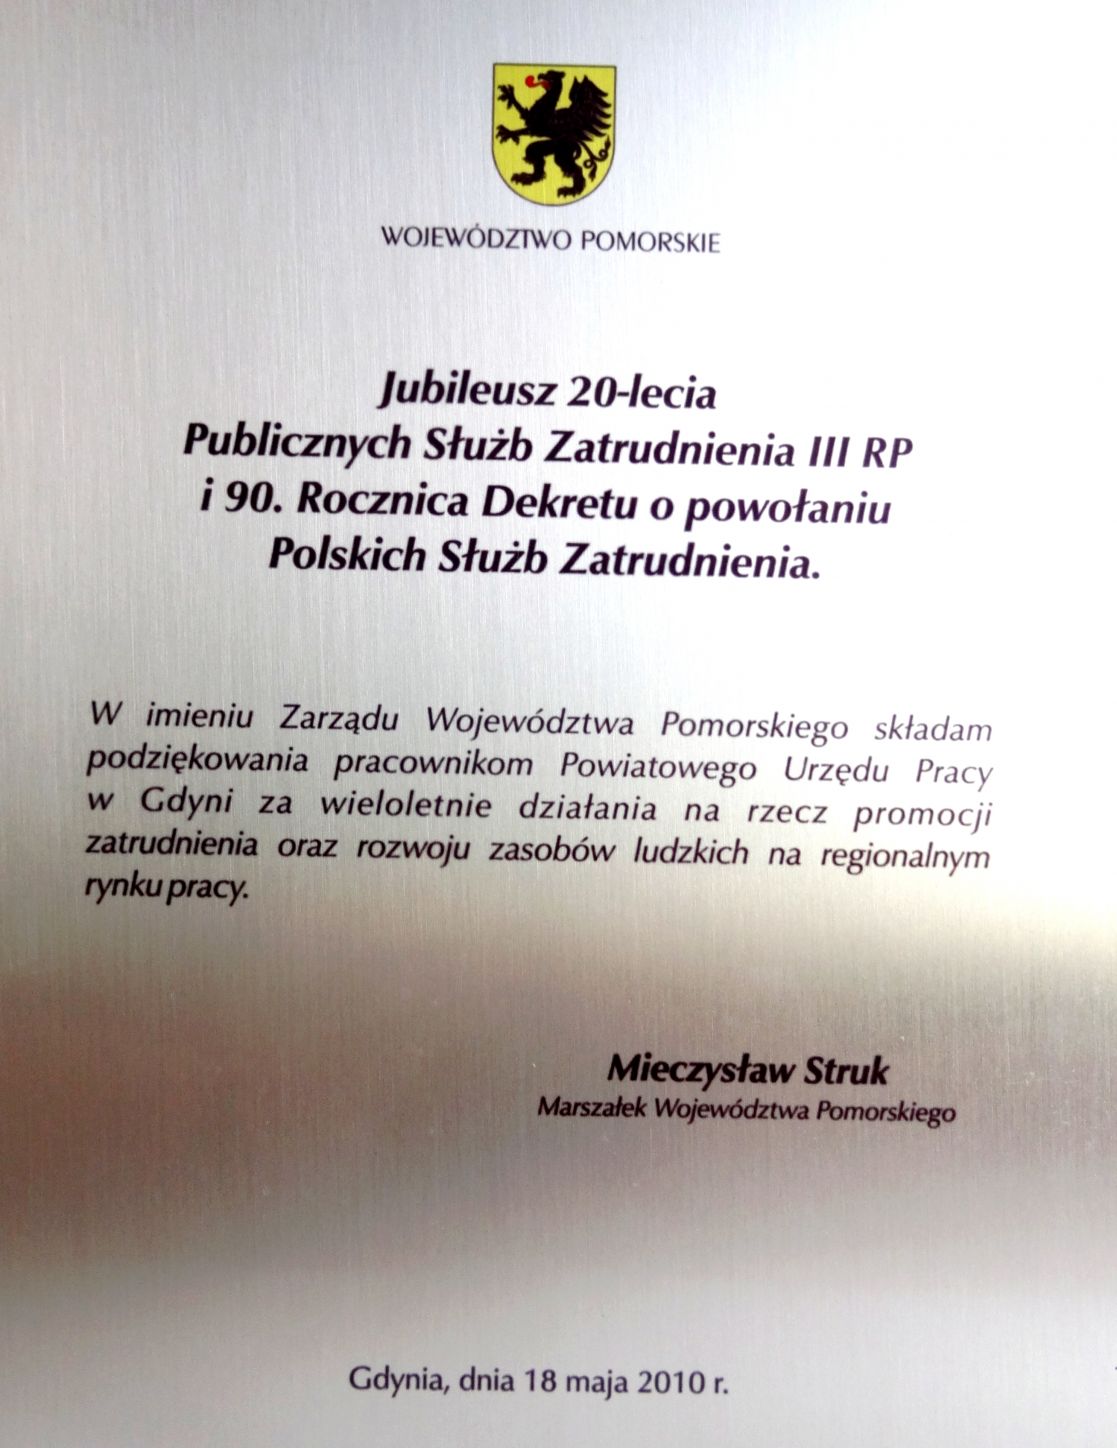 WOJEWÓDZTWO POMORSKIE
Jubileusz 20-lecia
Publicznych Służb Zatrudnienia III RP
i 90. Rocznica Dekretu o powołaniu
Polskich Służb Zatrudnienia.
W imieniu Zarządu Województwa Pomorskiego składam
podziękowania pracownikom Powiatowego Urzędu Pracy
w Gdyni za wieloletnie działania na rzecz promocji
zatrudnienia oraz rozwoju zasobów ludzkich na regionalnym
rynku pracy.
Mieczysław Struk
Marszałek Województwa Pomorskiego
Gdynia, dnia 18 maja 2010 r.